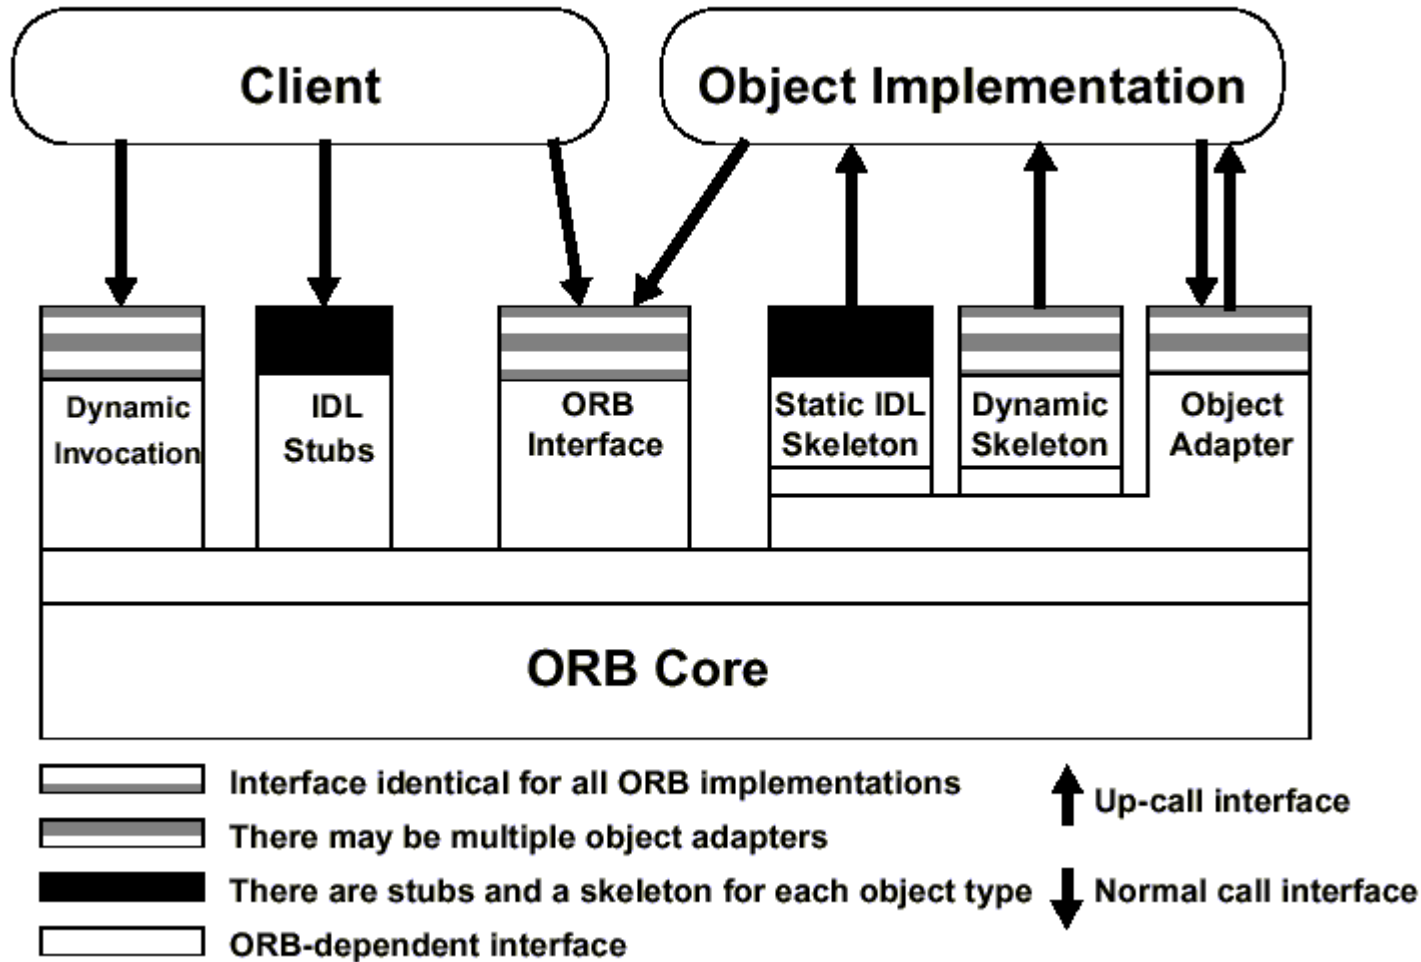 Client
Object Implementation
Dynamic
Invocation
IDL
Stubs
ORB
Interface
Static IDL
Skeleton
Dynamic
Skeleton
Object
Adapter
ORB Core
Interface identical for all ORB implementations
There may be multiple object adapters
There are stubs and a skeleton for each object type
ORB-dependent interface
Up-call interface
Normal call interface